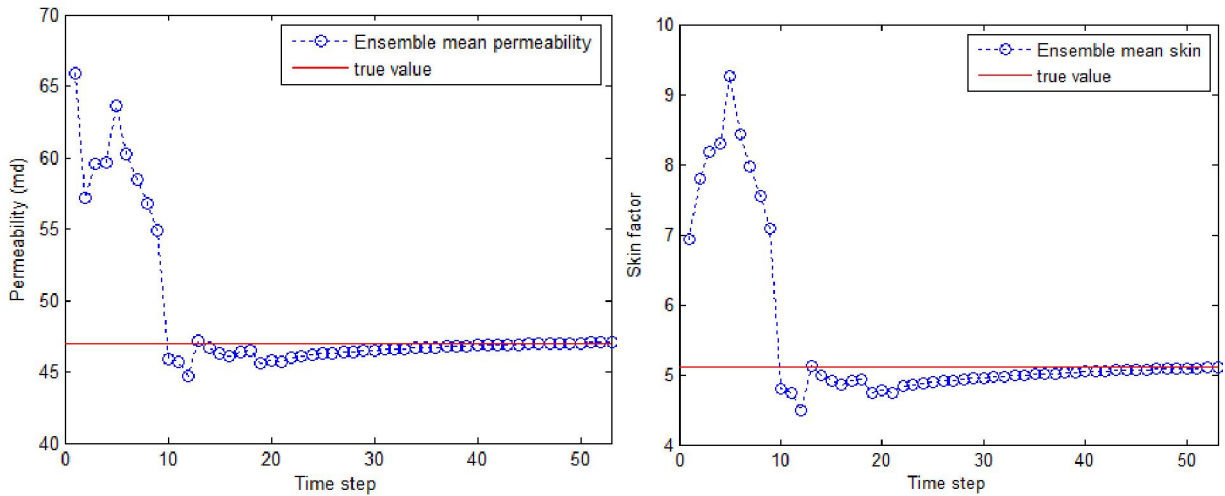 70
65
60
55
50
45
40
Permeability (md)
0 10 20 30 40 50
Time step
Ensemble mean permeability
true value
10
9
8
7
6
5
4
Skin factor
0 10 20 30 40 50
Time step
Ensemble mean skin
true value